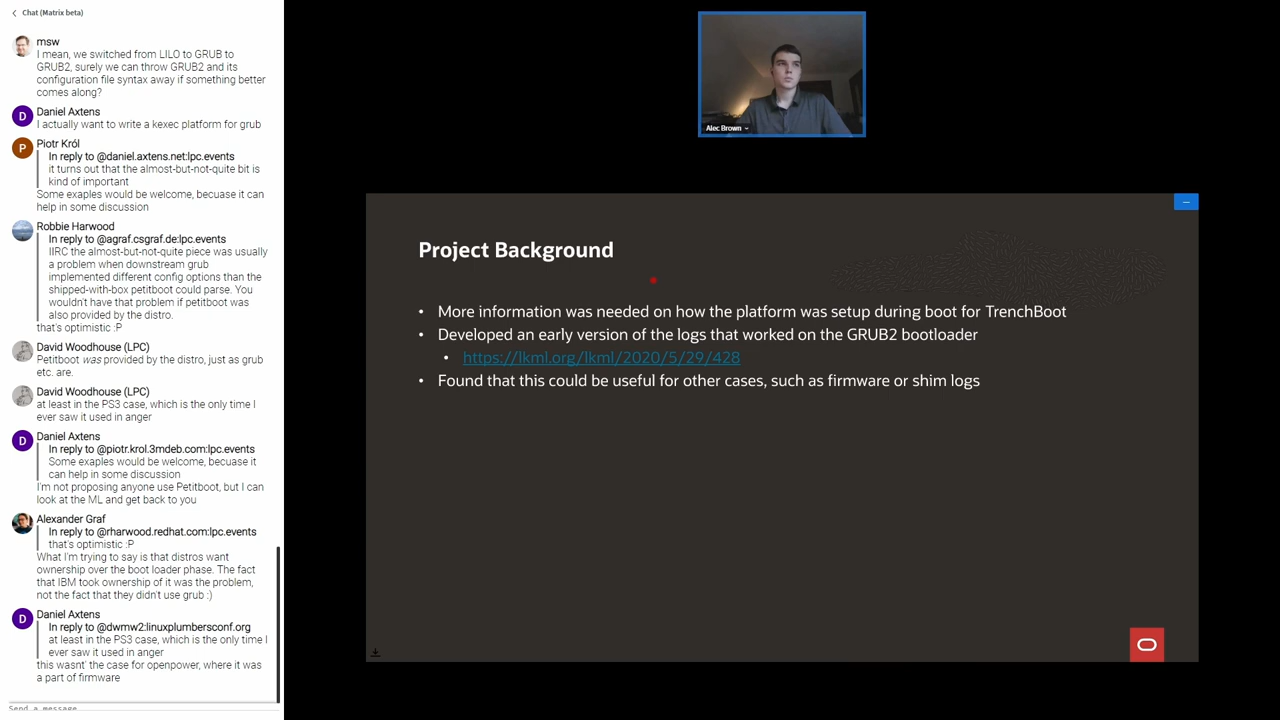 Chat (Matrix beta)
msw
I mean, we switched from LILO to GRUB to
GRUB2, surely we can throw GRUB2 and its
configuration file syntax away if something better
comes along?
Daniel Axtens
I actually want to write a kexec platform for grub
Piotr Król
In reply to @daniel.axtens.net:lpc.events
it turns out that the almost-but-not-quite bit is
kind of important
Some exaples would be welcome, becuase it can
help in some discussion
Robbie Harwood
In reply to @agraf.csgraf.de:lpc.events
IIRC the almost-but-not-quite piece was usually
a problem when downstream grub
implemented different config options than the
shipped-with-box petitboot could parse. You
wouldn't have that problem if petitboot was
also provided by the distro.
that's optimistic :P
David Woodhouse (LPC)
Petitboot was provided by the distro, just as grub
etc. are.
David Woodhouse (LPC)
at least in the PS3 case, which is the only time I
ever saw it used in anger
Daniel Axtens
In reply to @piotr.krol.3mdeb.com:lpc.events
Some exaples would be welcome, becuase it
can help in some discussion
I'm not proposing anyone use Petitboot, but I can
look at the ML and get back to you
Alexander Graf
In reply to @rharwood.redhat.com:lpc.events
that's optimistic :P
What I'm trying to say is that distros want
ownership over the boot loader phase. The fact
that IBM took ownership of it was the problem,
not the fact that they didn't use grub :)
Daniel Axtens
In reply to @dwmw2:linuxplumbersconf.org
at least in the PS3 case, which is the only time I
ever saw it used in anger
this wasnt' the case for openpower, where it was
a part of firmware
Send a message
D
P
D
D
D
Alec Brown
Project Background
• More information was needed on how the platform was setup during boot for TrenchBoot
• Developed an early version of the logs that worked on the GRUB2 bootloader
• https://lkml.org/lkml/2020/5/29/428
• Found that this could be useful for other cases, such as firmware or shim logs